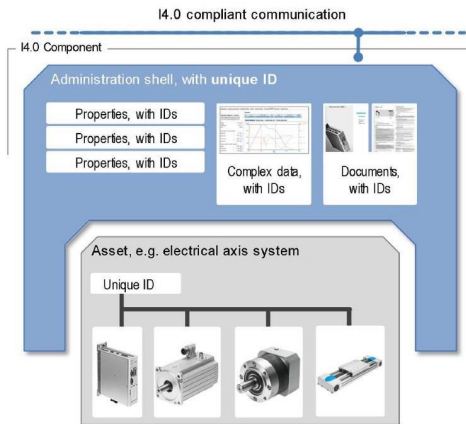 I4.0 compliant communication
I4.0 Component
Administration shell, with unique ID
Properties, with IDs
Properties, with IDs
Properties, with IDs
Complex data,
with IDs
Documents,
with IDs
Asset, e.g. electrical axis system
Unique ID